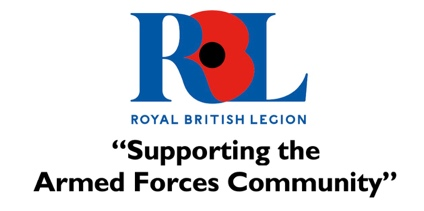 RBL
ROYAL BRITISH LEGION
“Supporting the
Armed Forces Community”